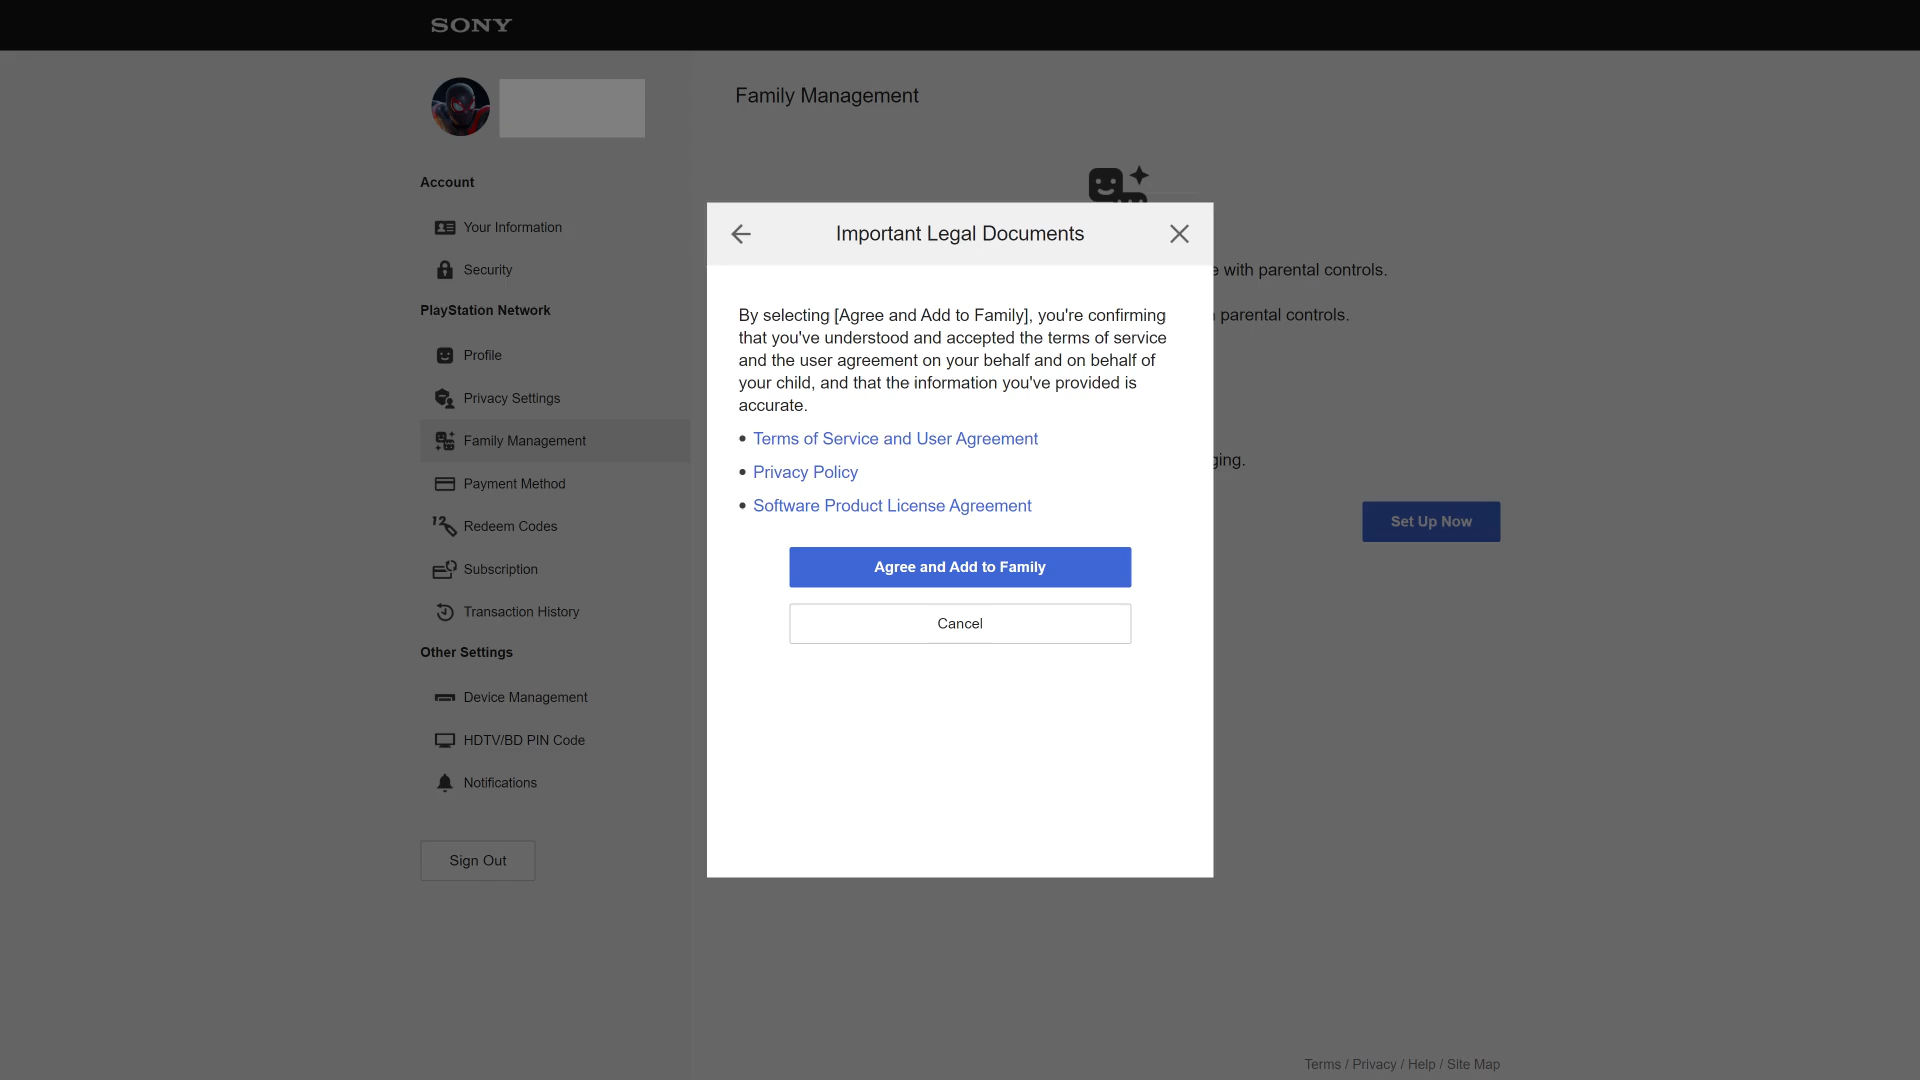 SONY
Account
Your Information
Security
PlayStation Network
Profile
Privacy Settings
Family Management
Payment Method
12
Redeem Codes
Subscription
Transaction History
Other Settings
Device Management
HDTV/BD PIN Code
Notifications
Sign Out
Family Management
with parental controls.
parental controls.
Set Up Now
Important Legal Documents
By selecting [Agree and Add to Family], you're confirming
that you've understood and accepted the terms of service
and the user agreement on your behalf and on behalf of
your child, and that the information you've provided is
accurate.
• Terms of Service and User Agreement
• Privacy Policy
• Software Product License Agreement
Agree and Add to Family
Cancel
Terms / Privacy / Help / Site Map